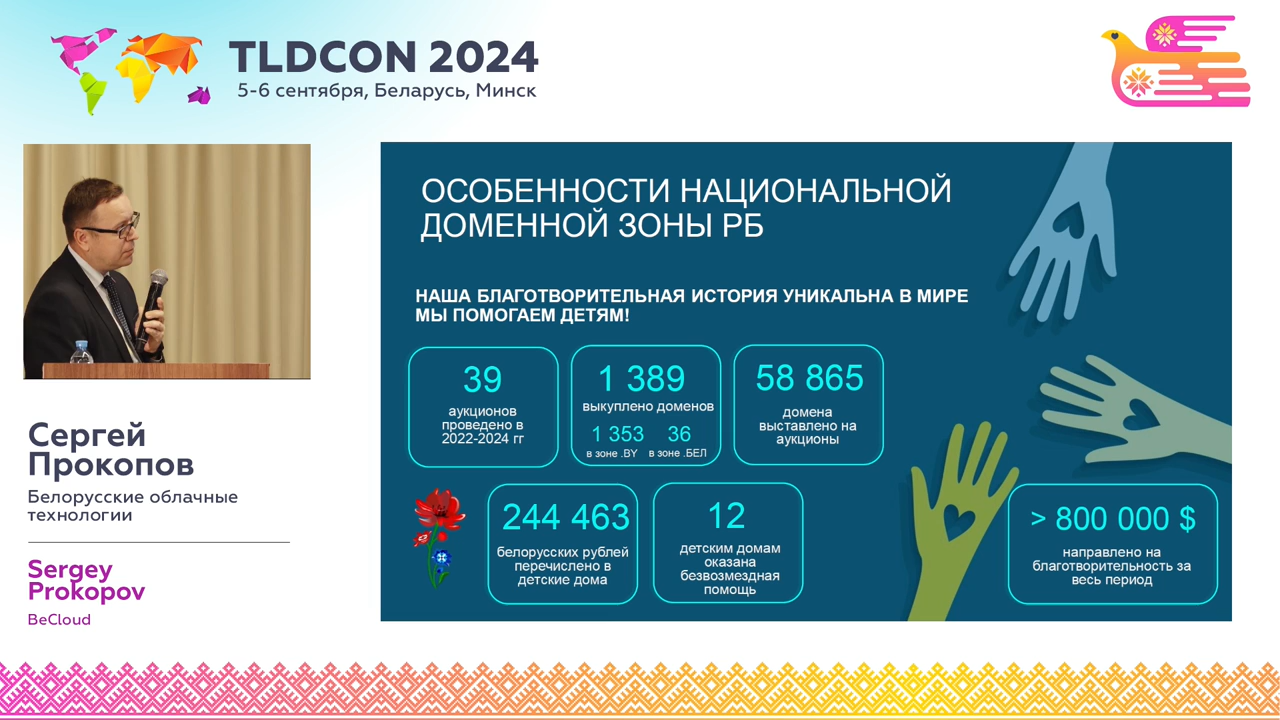 TLDCON 2024
5-6 сентября, Беларусь, Минск
Сергей
Прокопов
Белорусские облачные
технологии
Sergey
Prokopov
BeCloud
ОСОБЕННОСТИ НАЦИОНАЛЬНОЙ
ДОМЕННОЙ ЗОНЫ РБ
НАША БЛАГОТВОРИТЕЛЬНАЯ ИСТОРИЯ УНИКАЛЬНА В МИРЕ
МЫ ПОМОГАЕМ ДЕТЯМ!
39
аукционов
проведено в
2022-2024 гг
1 389
выкуплено доменов
1 353 36
в зоне .BY в зоне .БЕЛ
58 865
домена
выставлено на
аукционы
244 463
белорусских рублей
перечислено в
детские дома
12
детским домам
оказана
безвозмездная
помощь
> 800 000 $
направлено на
благотворительность за
весь период